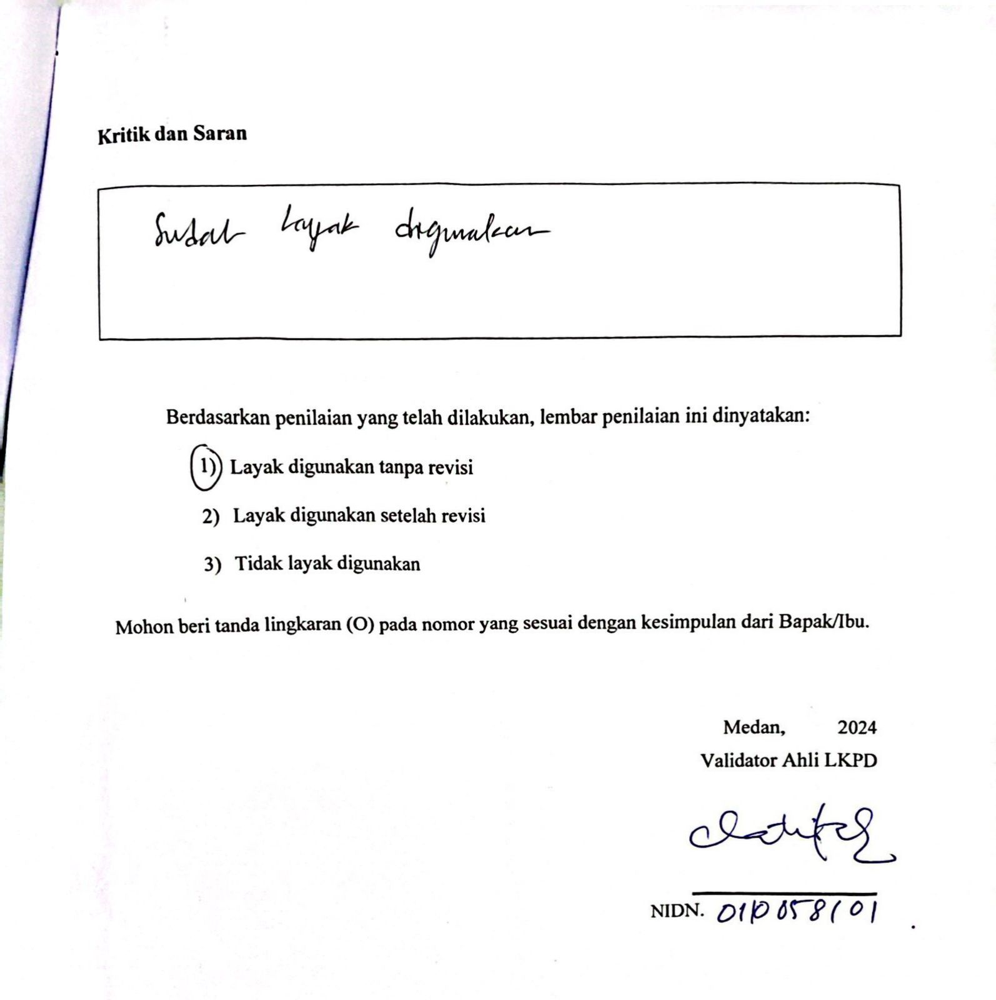 Kritik dan Saran
Sudah layak digunakan
Berdasarkan penilaian yang telah dilakukan, lembar penilaian ini dinyatakan:
1) Layak digunakan tanpa revisi
2) Layak digunakan setelah revisi
3) Tidak layak digunakan
Mohon beri tanda lingkaran (O) pada nomor yang sesuai dengan kesimpulan dari Bapak/Ibu.
Medan, 2024
Validator Ahli LKPD
NIDN.